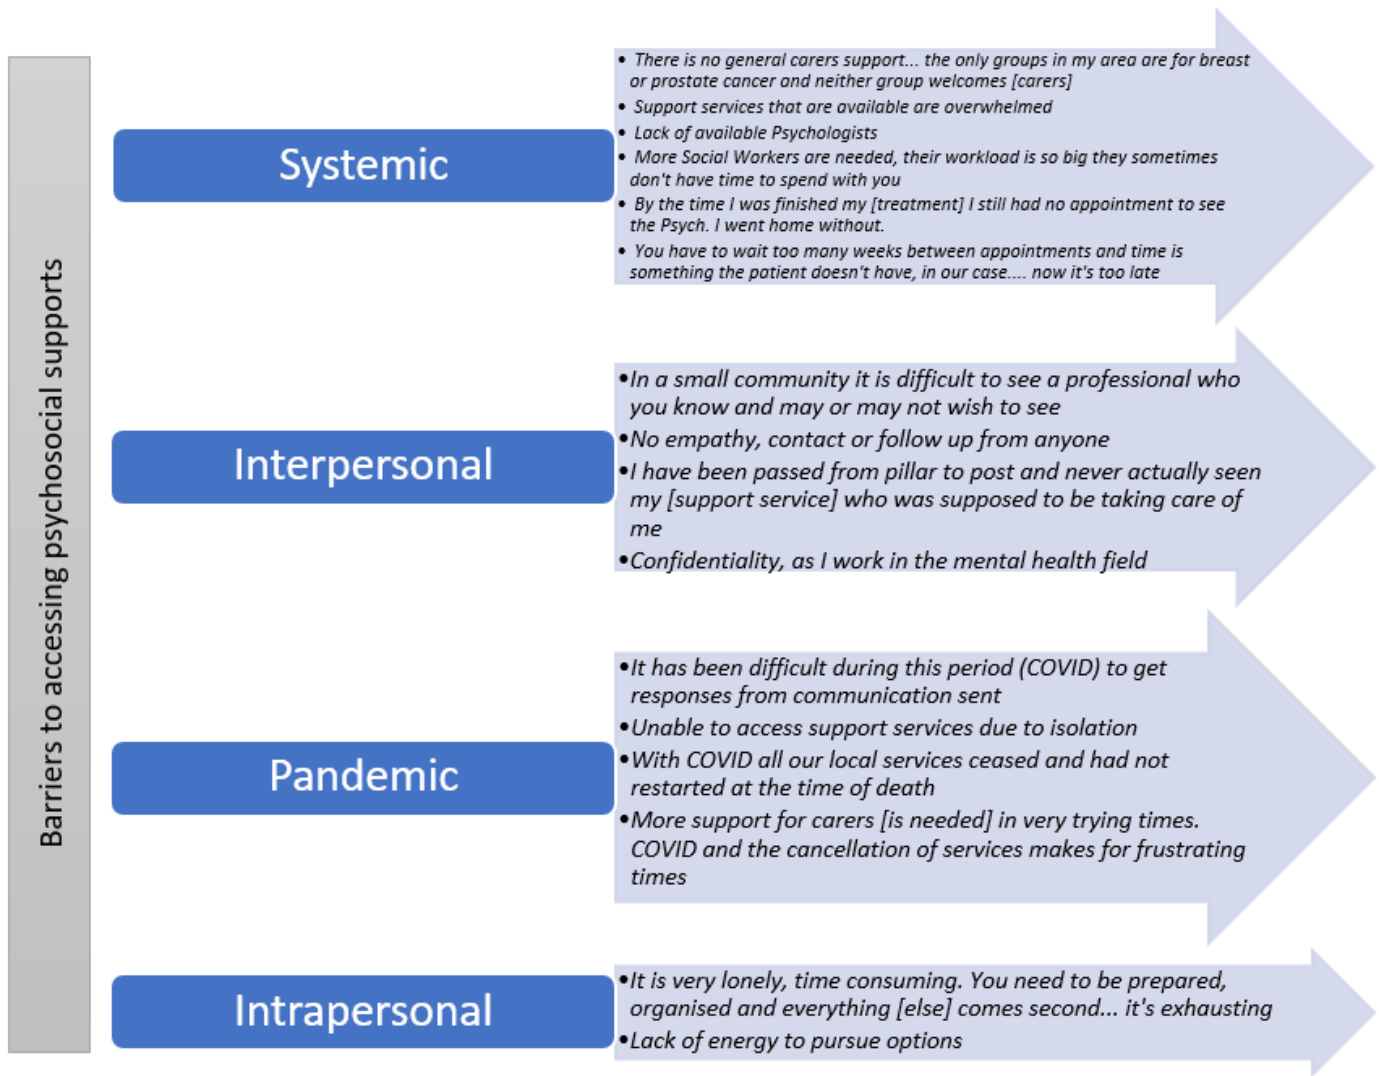 Barriers to accessing psychosocial supports
Systemic
• There is no general carers support... the only groups in my area are for breast
or prostate cancer and neither group welcomes [carers]
• Support services that are available are overwhelmed
• Lack of available Psychologists
• More Social Workers are needed, their workload is so big they sometimes
don't have time to spend with you
• By the time I was finished my [treatment] I still had no appointment to see
the Psych. I went home without.
• You have to wait too many weeks between appointments and time is
something the patient doesn't have, in our case.... now it's too late
Interpersonal
•In a small community it is difficult to see a professional who
you know and may or may not wish to see
•No empathy, contact or follow up from anyone
•I have been passed from pillar to post and never actually seen
my [support service] who was supposed to be taking care of
me
•Confidentiality, as I work in the mental health field
Pandemic
•It has been difficult during this period (COVID) to get
responses from communication sent
•Unable to access support services due to isolation
•With COVID all our local services ceased and had not
restarted at the time of death
•More support for carers [is needed] in very trying times.
COVID and the cancellation of services makes for frustrating
times
Intrapersonal
•It is very lonely, time consuming. You need to be prepared,
organised and everything [else] comes second... it's exhausting
•Lack of energy to pursue options